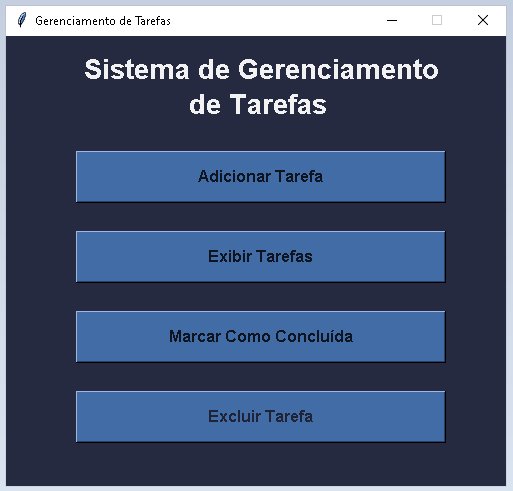 Gerenciamento de Tarefas
Sistema de Gerenciamento
de Tarefas
Adicionar Tarefa
Exibir Tarefas
Marcar Como Concluída
Excluir Tarefa